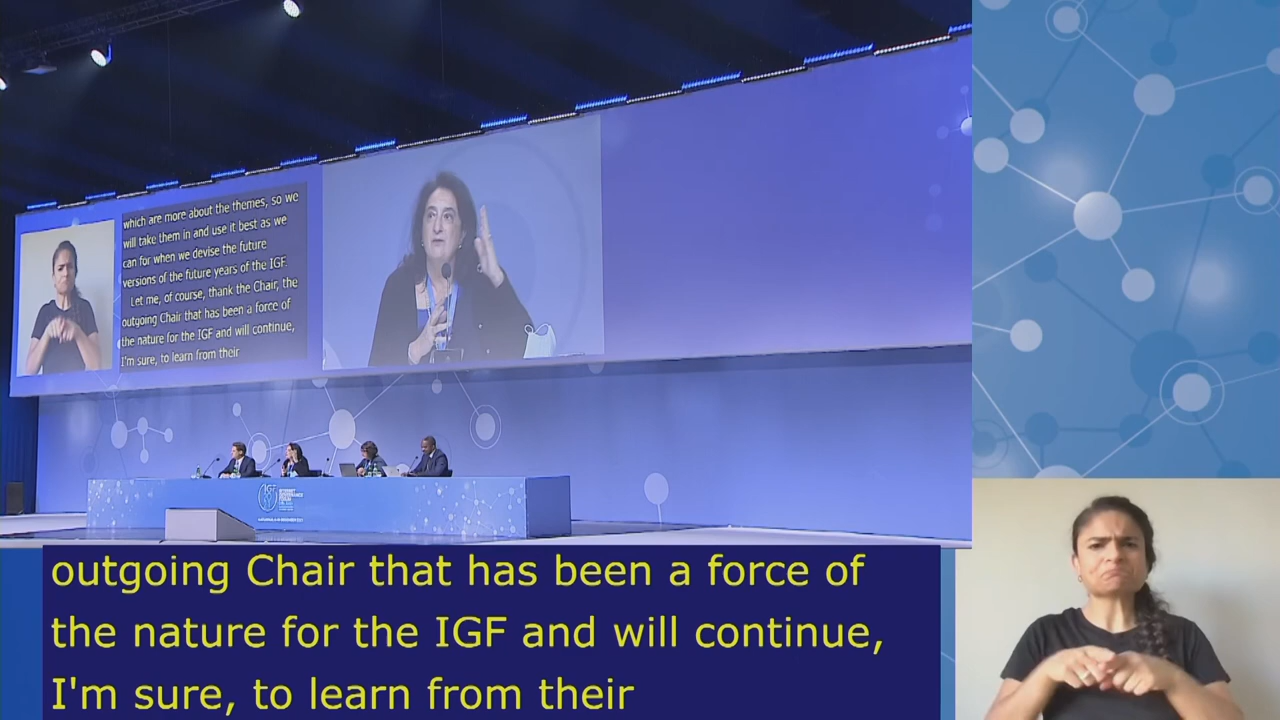 which are more about the themes, so we
will take them in and use it best as we
can for when we devise the future
versions of the future years of the IGF.
Let me, of course, thank the Chair, the
outgoing Chair that has been a force of
the nature for the IGF and will continue,
I'm sure, to learn from their
IGF
INTERNET
GOVERNANCE
FORUM
outgoing Chair that has been a force of
the nature for the IGF and will continue,
I'm sure, to learn from their